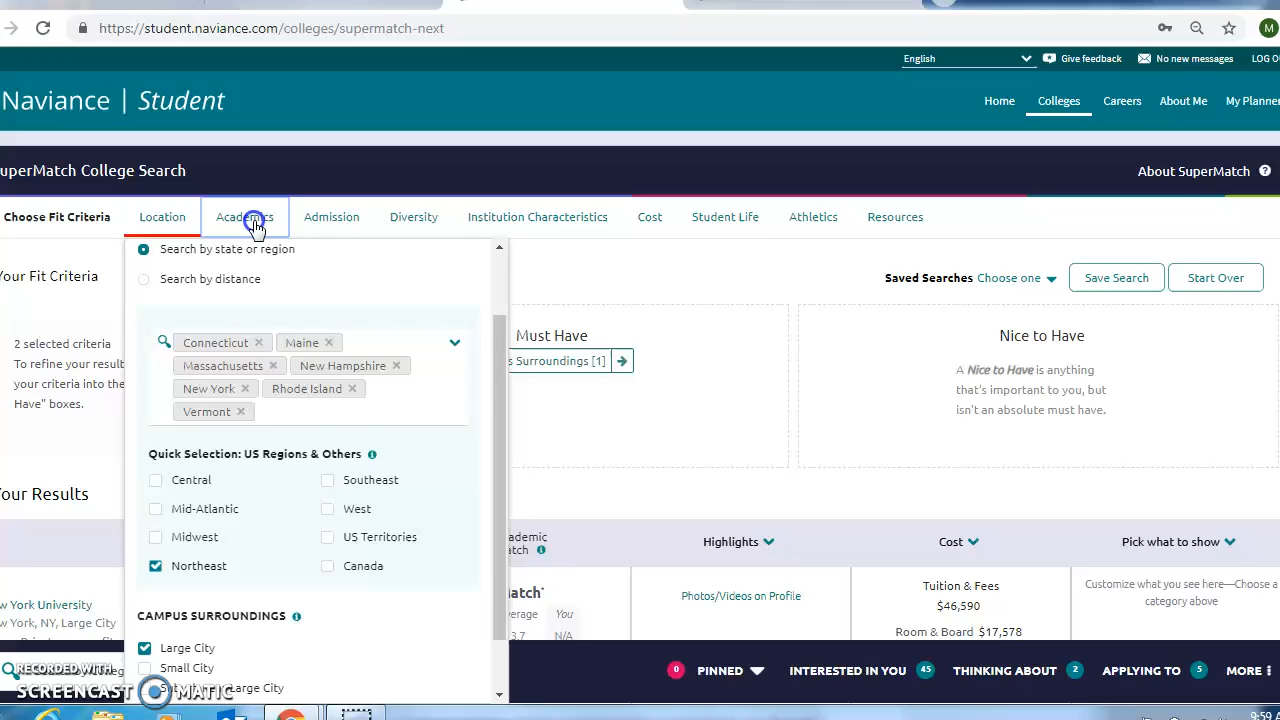 https://student.naviance.com/colleges/supermatch-next
M
English
Give feedback
No new messages
LOG O
Naviance | Student
Home
Colleges
Careers
About Me
My Planner
uperMatch College Search
About SuperMatch ?
Choose Fit Criteria
Location
Academics
Admission
Diversity
Institution Characteristics
Cost
Student Life
Athletics
Resources
Search by state or region
Search by distance
Your Fit Criteria
Saved Searches Choose one
Save Search
Start Over
2 selected criteria
To refine your result
your criteria into the
Have" boxes.
Connecticut × Maine ×
Massachusetts × New Hampshire ×
New York × Rhode Island ×
Vermont ×
Must Have
s Surroundings [1] →
Nice to Have
A Nice to Have is anything
that's important to you, but
isn't an absolute must have.
Quick Selection: US Regions & Others
Central
Southeast
Mid-Atlantic
West
Midwest
US Territories
Northeast
Canada
CAMPUS SURROUNDINGS
Large City
Small City
Large City
Your Results
ademic
atch
Highlights
Cost
Pick what to show
w York University
w York, NY, Large City
atch*
erage
You
3.7
N/A
Photos/Videos on Profile
Tuition & Fees
$46,590
Room & Board $17,578
Customize what you see here—Choose a
category above
0 PINNED
INTERESTED IN YOU 45
THINKING ABOUT 2
APPLYING TO 5
MORE
RECORDED WITH
SCREENCAST MATIC
9:59